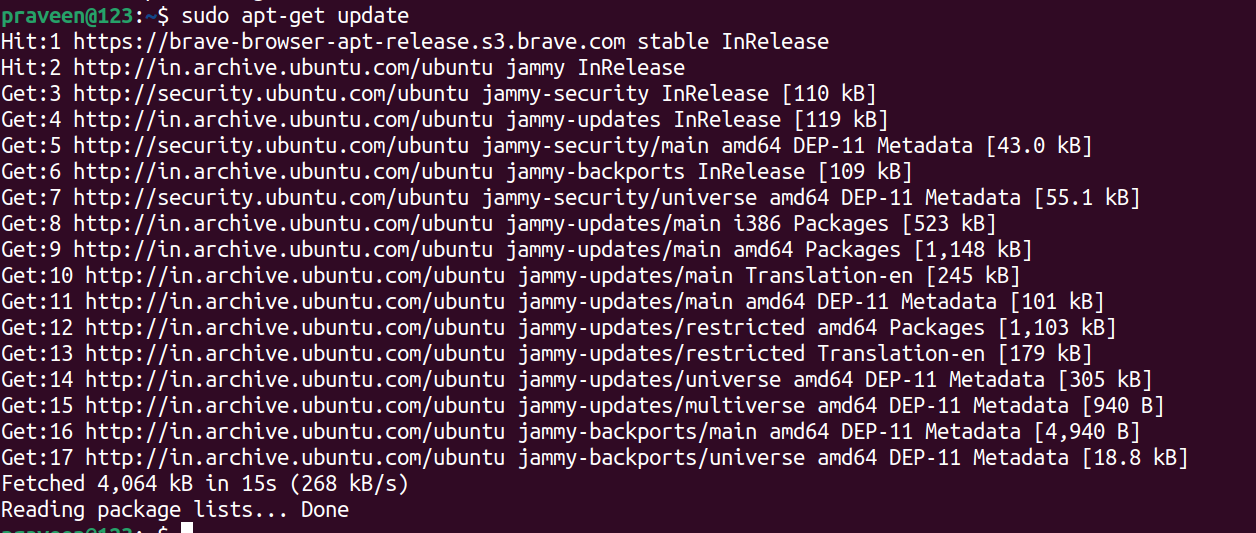 praveen@123:~$ sudo apt-get update
Hit:1 https://brave-browser-apt-release.s3.brave.com stable InRelease
Hit:2 http://in.archive.ubuntu.com/ubuntu jammy InRelease
Get:3 http://security.ubuntu.com/ubuntu jammy-security InRelease [110 kB]
Get:4 http://in.archive.ubuntu.com/ubuntu jammy-updates InRelease [119 kB]
Get:5 http://security.ubuntu.com/ubuntu jammy-security/main amd64 DEP-11 Metadata [43.0 kB]
Get:6 http://in.archive.ubuntu.com/ubuntu jammy-backports InRelease [109 kB]
Get:7 http://security.ubuntu.com/ubuntu jammy-security/universe amd64 DEP-11 Metadata [55.1 kB]
Get:8 http://in.archive.ubuntu.com/ubuntu jammy-updates/main i386 Packages [523 kB]
Get:9 http://in.archive.ubuntu.com/ubuntu jammy-updates/main amd64 Packages [1,148 kB]
Get:10 http://in.archive.ubuntu.com/ubuntu jammy-updates/main Translation-en [245 kB]
Get:11 http://in.archive.ubuntu.com/ubuntu jammy-updates/main amd64 DEP-11 Metadata [101 kB]
Get:12 http://in.archive.ubuntu.com/ubuntu jammy-updates/restricted amd64 Packages [1,103 kB]
Get:13 http://in.archive.ubuntu.com/ubuntu jammy-updates/restricted Translation-en [179 kB]
Get:14 http://in.archive.ubuntu.com/ubuntu jammy-updates/universe amd64 DEP-11 Metadata [305 kB]
Get:15 http://in.archive.ubuntu.com/ubuntu jammy-updates/multiverse amd64 DEP-11 Metadata [940 B]
Get:16 http://in.archive.ubuntu.com/ubuntu jammy-backports/main amd64 DEP-11 Metadata [4,940 B]
Get:17 http://in.archive.ubuntu.com/ubuntu jammy-backports/universe amd64 DEP-11 Metadata [18.8 kB]
Fetched 4,064 kB in 15s (268 kB/s)
Reading package lists... Done
praveen@123:~$